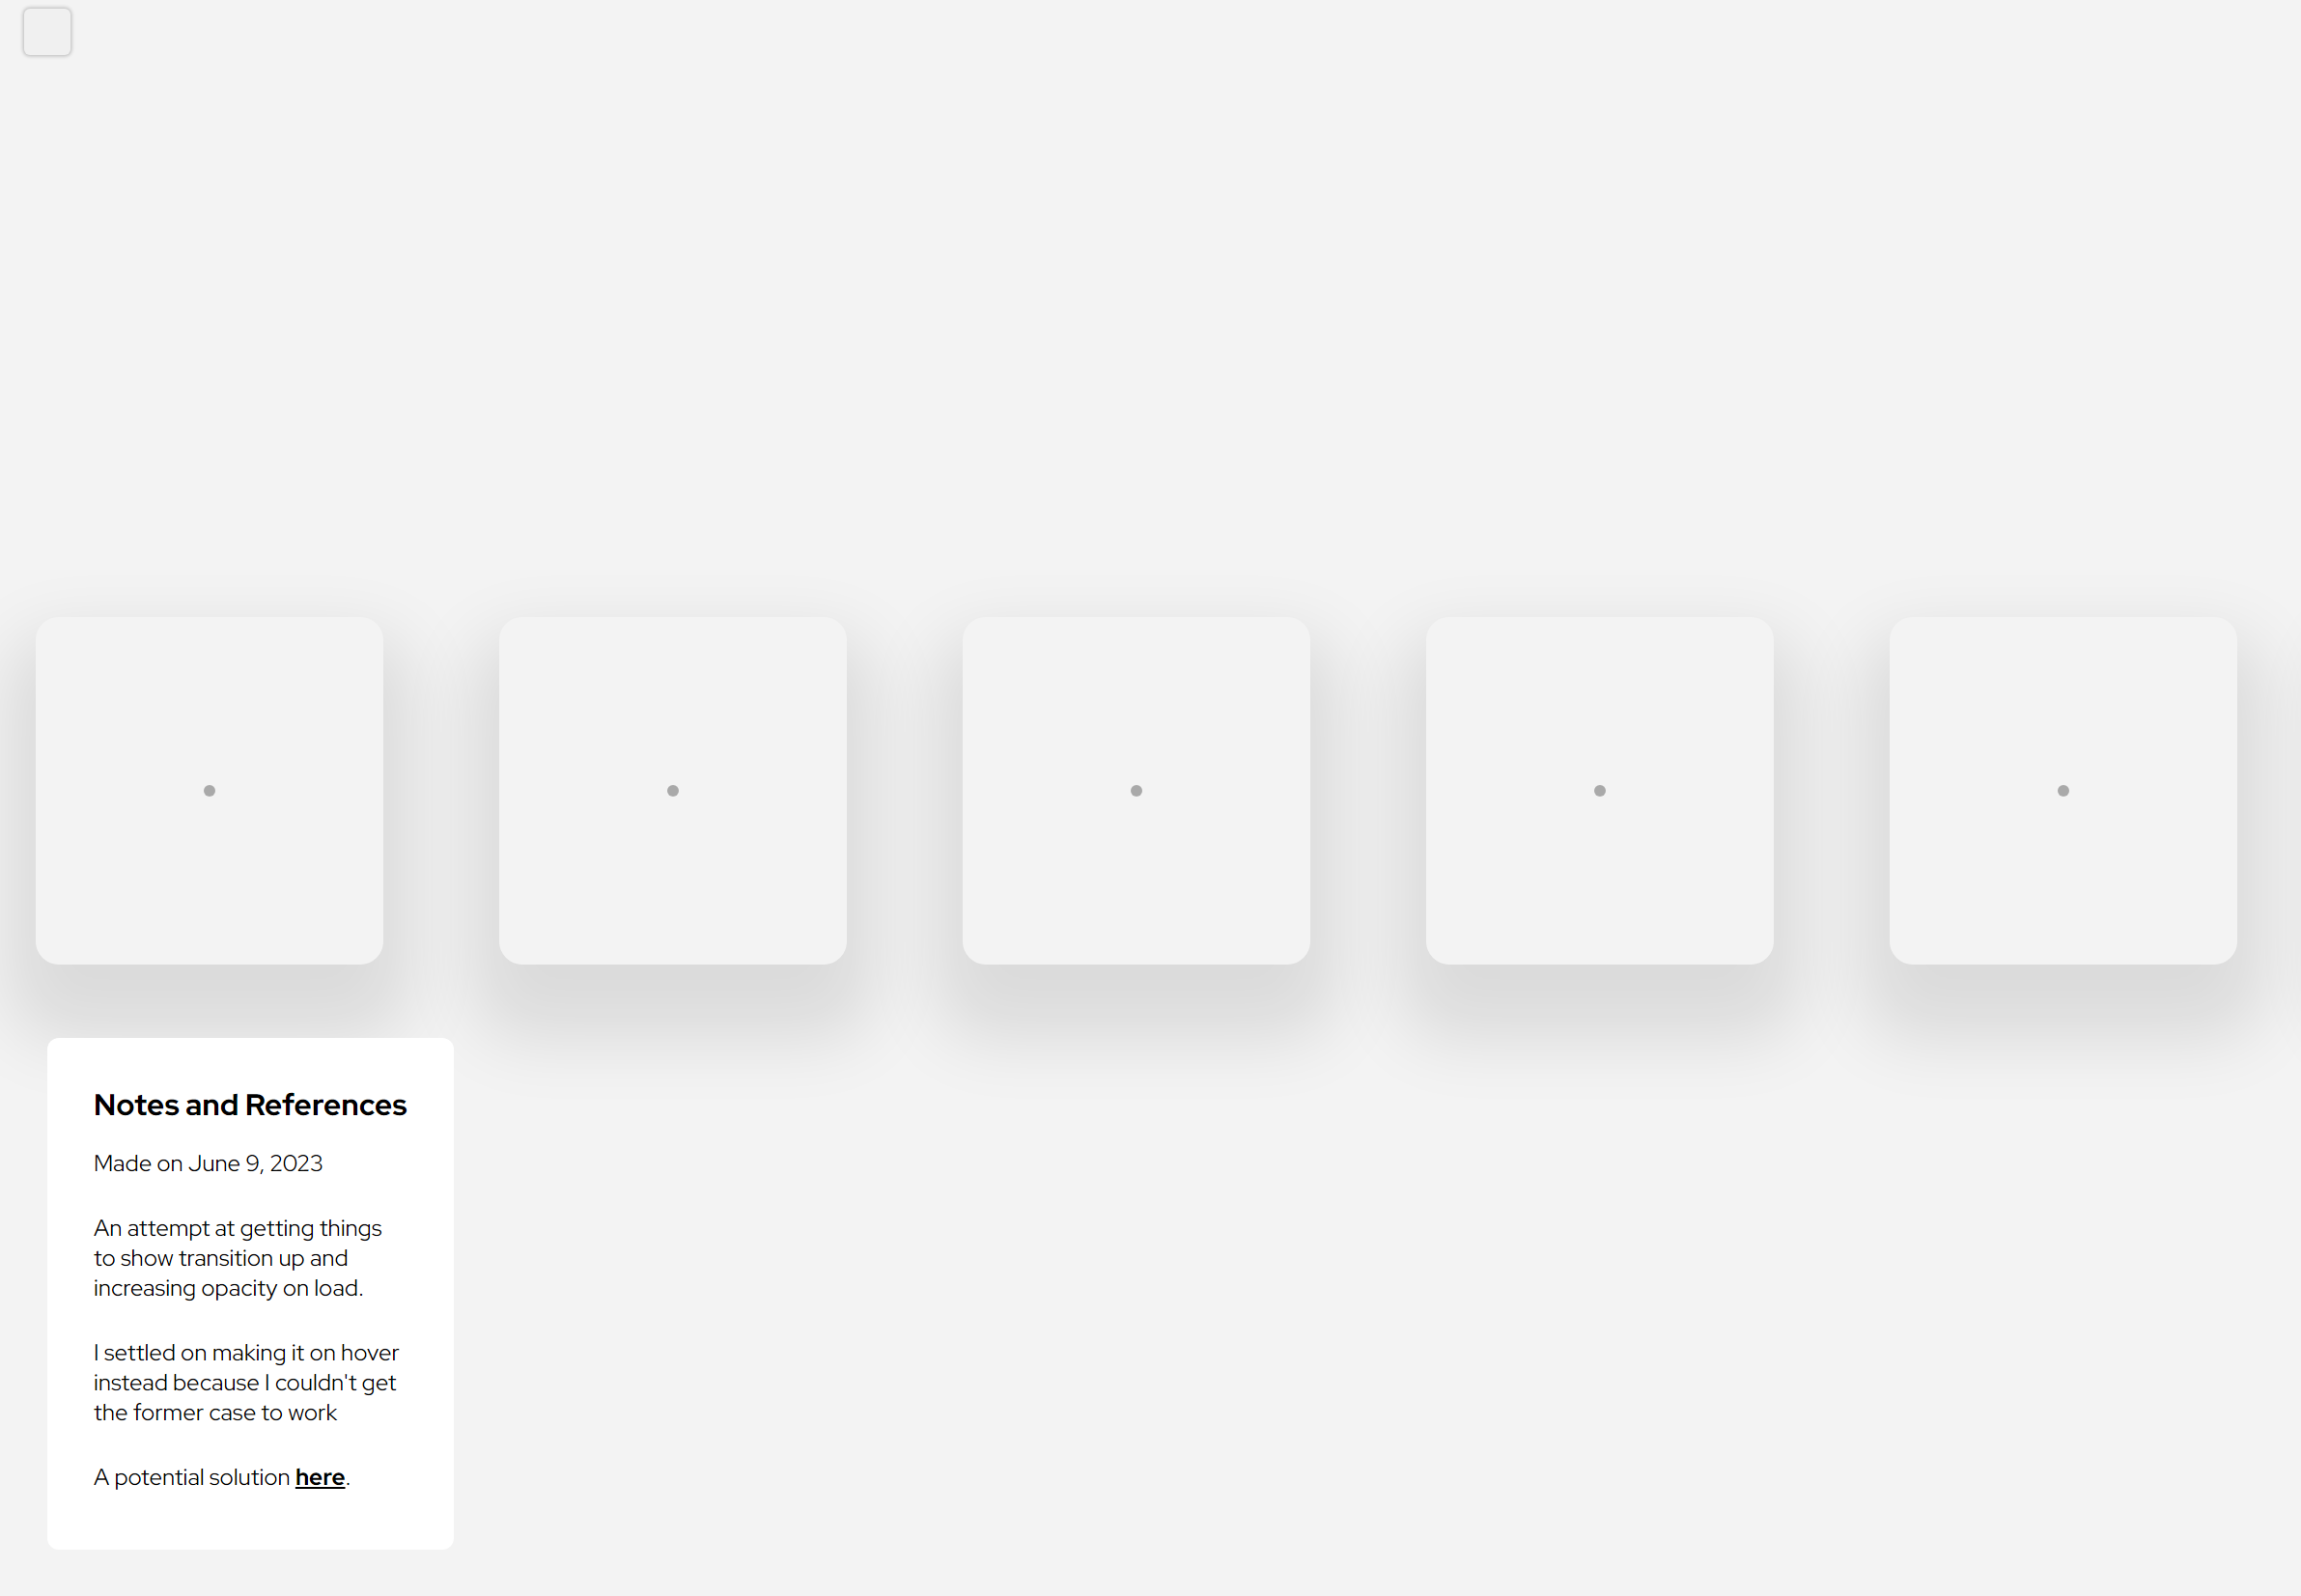 Notes and References
Made on June 9, 2023
An attempt at getting things
to show transition up and
increasing opacity on load.
I settled on making it on hover
instead because I couldn't get
the former case to work
A potential solution here.